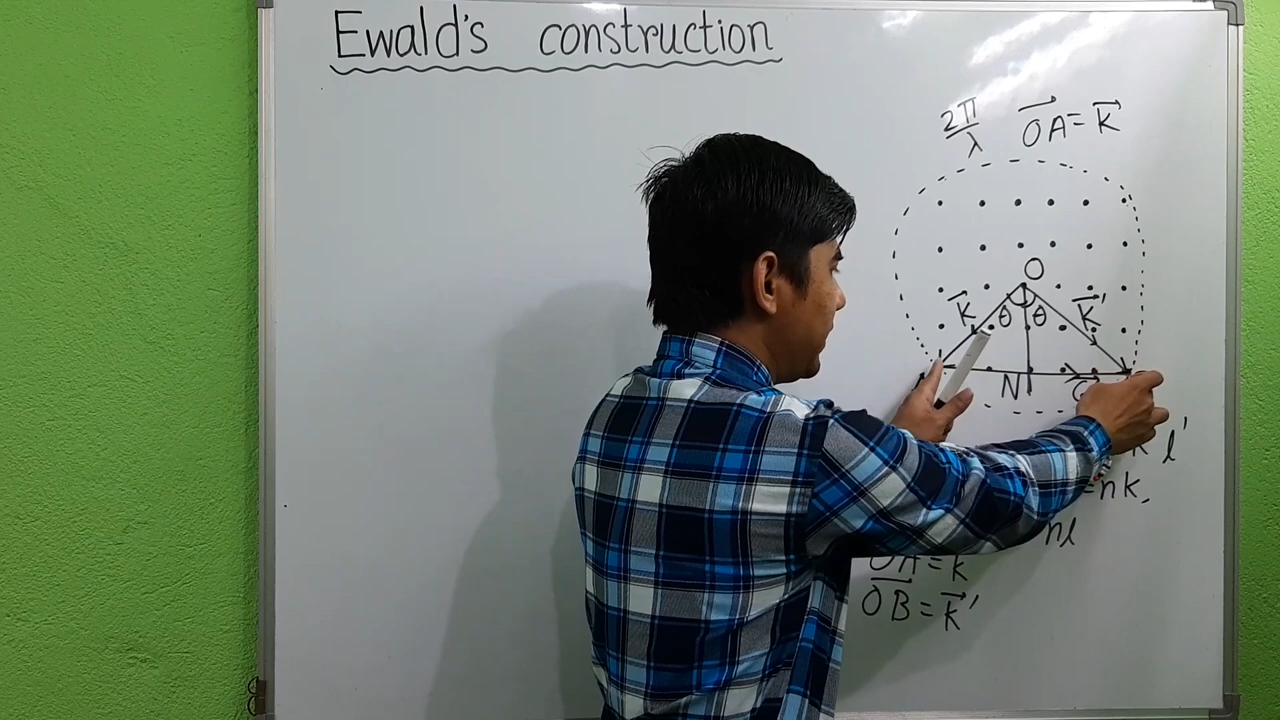 Ewald's construction
2π/λ OA⃗ = k⃗
O
k⃗ θ θ k⃗'
N G⃗
k' l'
= nk,
nl
OA = k⃗
OB = k⃗'